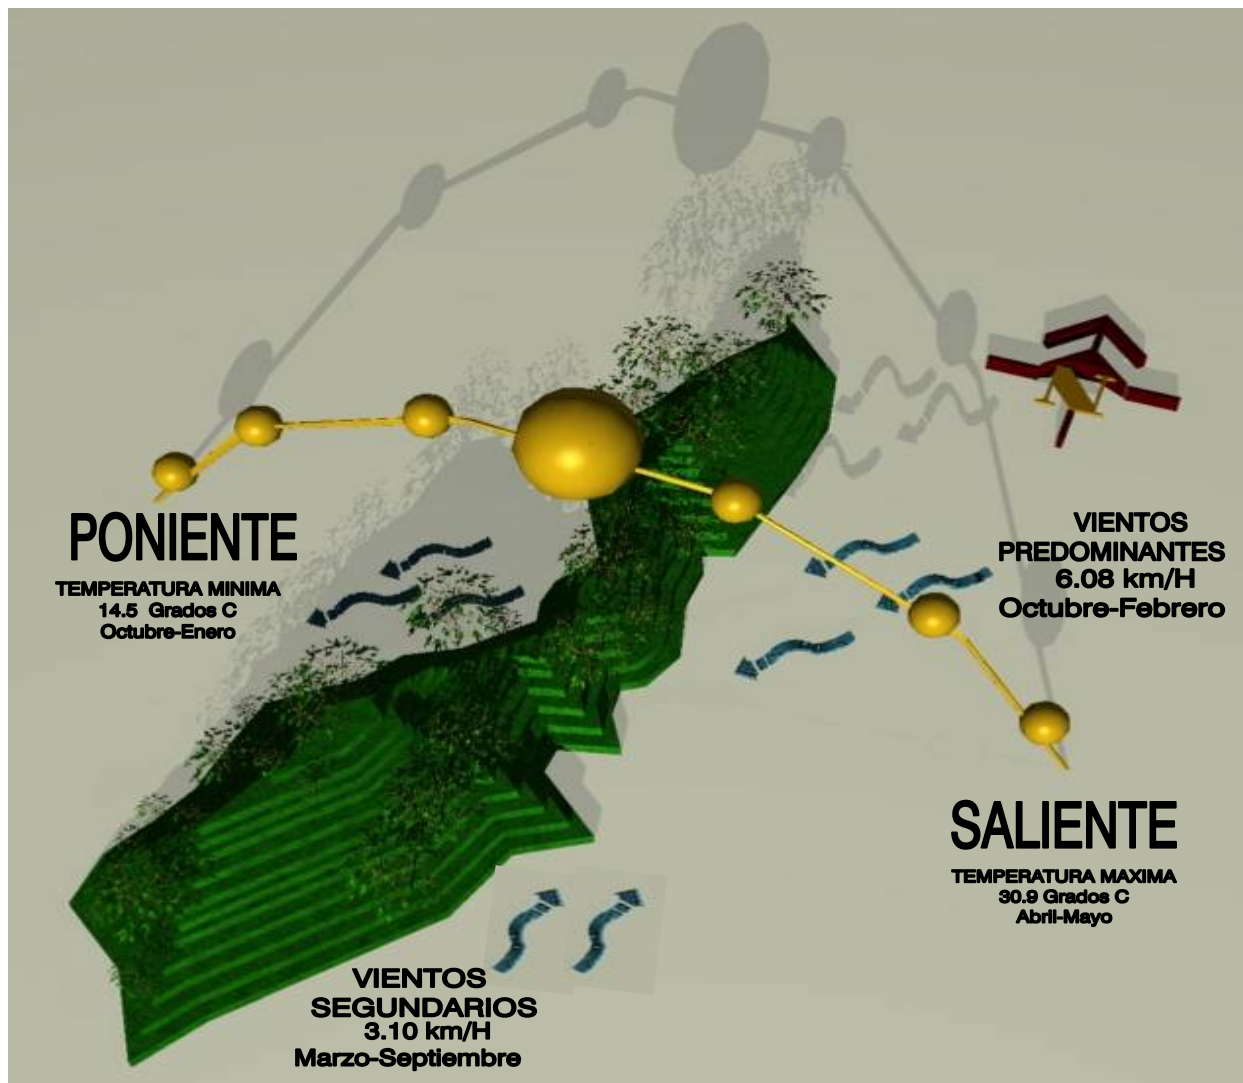 PONIENTE
TEMPERATURA MINIMA
14.5 Grados C
Octubre-Enero
VIENTOS
PREDOMINANTES
6.08 km/H
Octubre-Febrero
SALIENTE
TEMPERATURA MAXIMA
30.9 Grados C
Abril-Mayo
VIENTOS
SEGUNDARIOS
3.10 km/H
Marzo-Septiembre